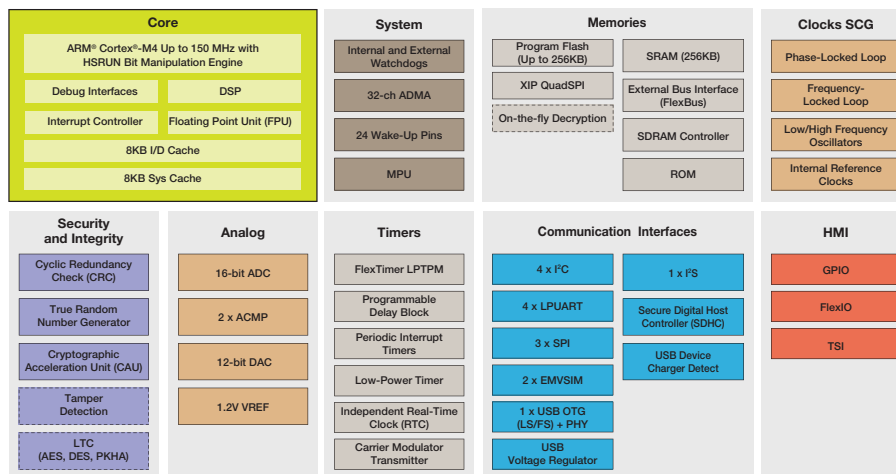 Core
ARM® Cortex®-M4 Up to 150 MHz with
HSRUN Bit Manipulation Engine
Debug Interfaces
DSP
Interrupt Controller
Floating Point Unit (FPU)
8KB I/D Cache
8KB Sys Cache
System
Internal and External
Watchdogs
32-ch ADMA
24 Wake-Up Pins
MPU
Memories
Program Flash
(Up to 256KB)
XIP QuadSPI
On-the-fly Decryption
SRAM (256KB)
External Bus Interface
(FlexBus)
SDRAM Controller
ROM
Clocks SCG
Phase-Locked Loop
Frequency-
Locked Loop
Low/High Frequency
Oscillators
Internal Reference
Clocks
Security
and Integrity
Cyclic Redundancy
Check (CRC)
True Random
Number Generator
Cryptographic
Acceleration Unit (CAU)
Tamper
Detection
LTC
(AES, DES, PKHA)
Analog
16-bit ADC
2 x ACMP
12-bit DAC
1.2V VREF
Timers
FlexTimer LPTPM
Programmable
Delay Block
Periodic Interrupt
Timers
Low-Power Timer
Independent Real-Time
Clock (RTC)
Carrier Modulator
Transmitter
Communication Interfaces
4 x I²C
4 x LPUART
3 x SPI
2 x EMVSIM
1 x USB OTG
(LS/FS) + PHY
USB
Voltage Regulator
1 x I²S
Secure Digital Host
Controller (SDHC)
USB Device
Charger Detect
HMI
GPIO
FlexIO
TSI